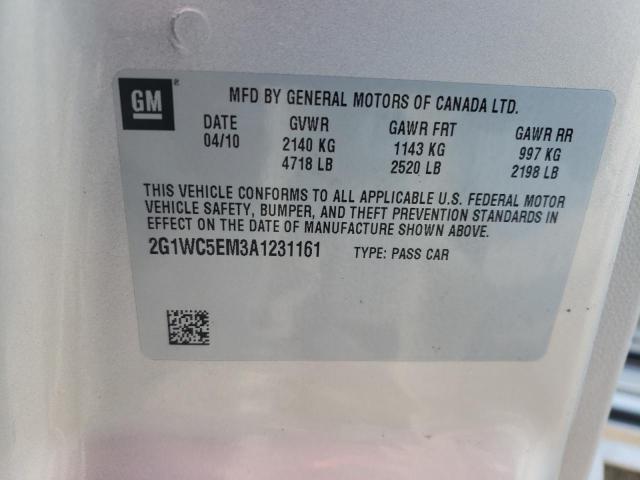 GM
MFD BY GENERAL MOTORS OF CANADA LTD.
DATE GVWR GAWR FRT GAWR RR
04/10 2140 KG 1143 KG 997 KG
4718 LB 2520 LB 2198 LB
THIS VEHICLE CONFORMS TO ALL APPLICABLE U.S. FEDERAL MOTOR
VEHICLE SAFETY, BUMPER, AND THEFT PREVENTION STANDARDS IN
EFFECT ON THE DATE OF MANUFACTURE SHOWN ABOVE.
2G1WC5EM3A1231161 TYPE: PASS CAR